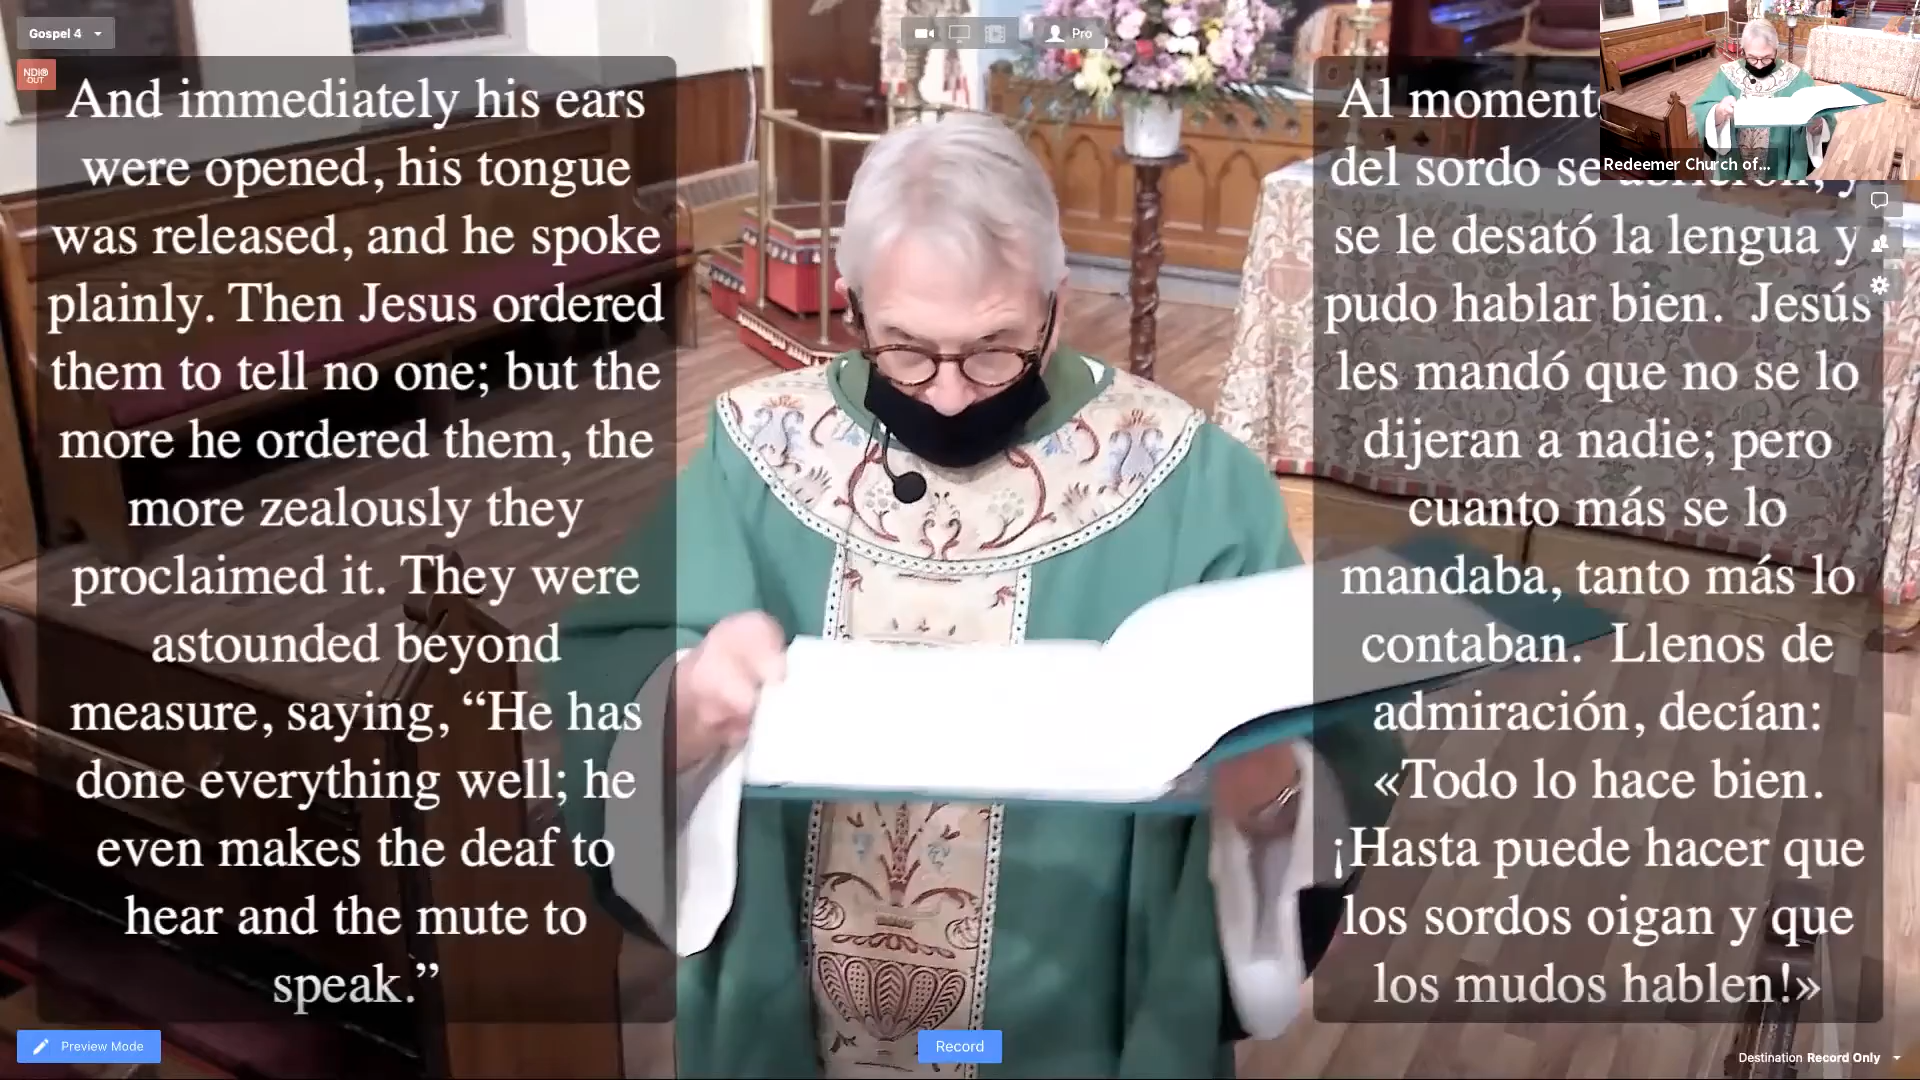 Gospel 4
Pro
NDI® OUT
And immediately his ears
were opened, his tongue
was released, and he spoke
plainly. Then Jesus ordered
them to tell no one; but the
more he ordered them, the
more zealously they
proclaimed it. They were
astounded beyond
measure, saying, “He has
done everything well; he
even makes the deaf to
hear and the mute to
speak.”
Al
del sordo se
se le desató la lengua y
pudo hablar bien.  Jesús
les mandó que no se lo
dijeran a nadie; pero
cuanto más se lo
mandaba, tanto más lo
contaban.  Llenos de
admiración, decían:
«Todo lo hace bien.
¡Hasta puede hacer que
los sordos oigan y que
los mudos hablen!»
Redeemer Church of...
Preview Mode
Record
Destination Record Only